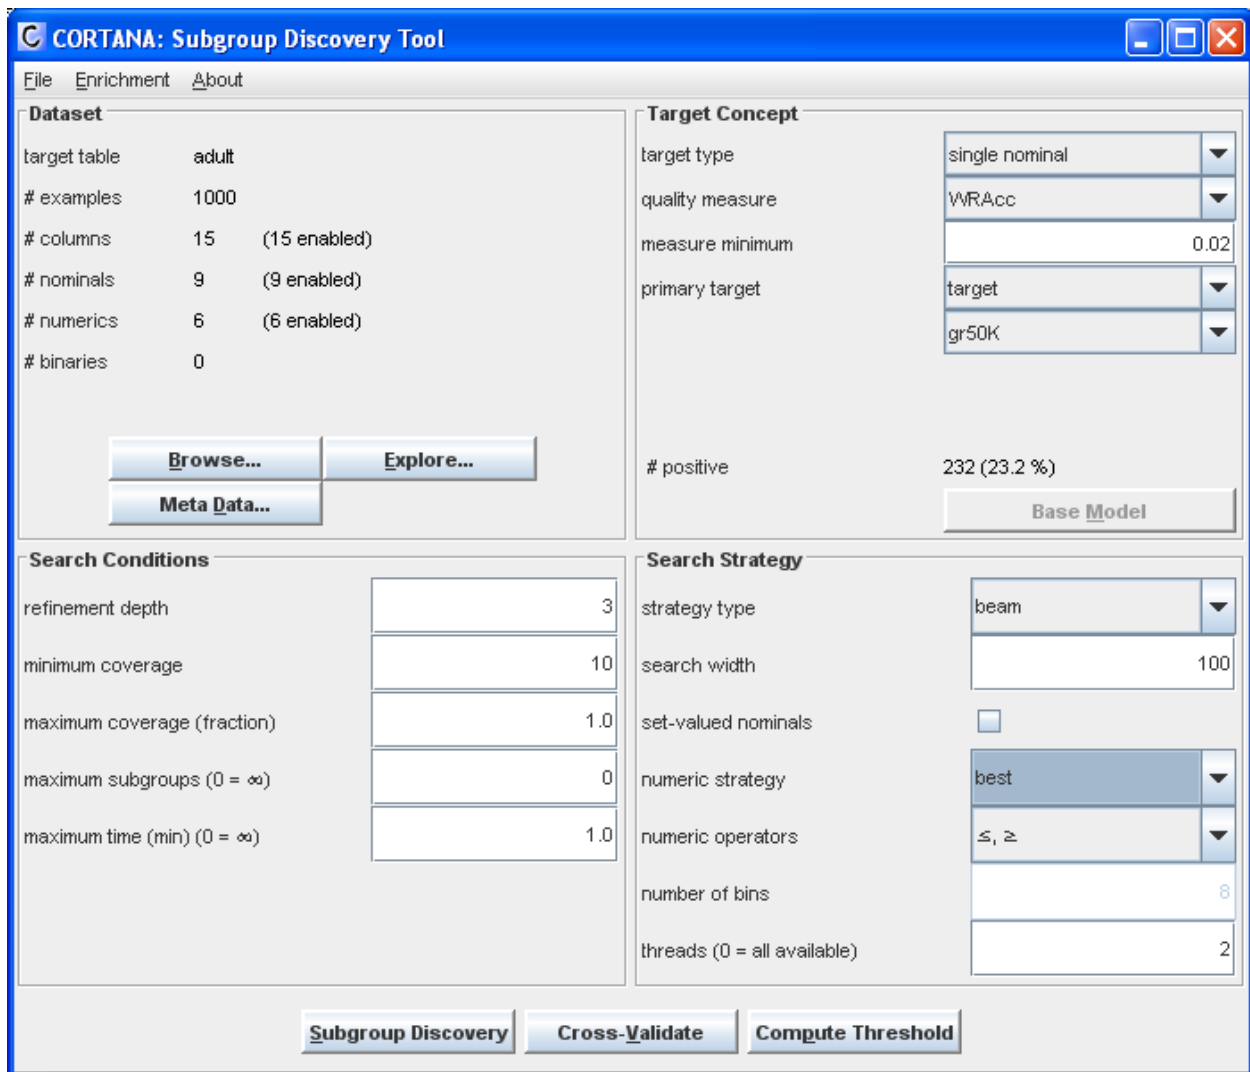 CORTANA: Subgroup Discovery Tool
File Enrichment About
Dataset
target table adult
# examples 1000
# columns 15 (15 enabled)
# nominals 9 (9 enabled)
# numerics 6 (6 enabled)
# binaries 0
Browse... Explore...
Meta Data...
Target Concept
target type single nominal
quality measure WRAcc
measure minimum 0.02
primary target target
gr50K
# positive 232 (23.2 %)
Base Model
Search Conditions
refinement depth 3
minimum coverage 10
maximum coverage (fraction) 1.0
maximum subgroups (0 = ∞) 0
maximum time (min) (0 = ∞) 1.0
Search Strategy
strategy type beam
search width 100
set-valued nominals
numeric strategy best
numeric operators ≤, ≥
number of bins 8
threads (0 = all available) 2
Subgroup Discovery Cross-Validate Compute Threshold